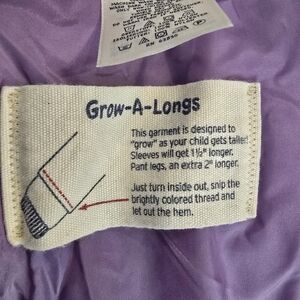 Grow-A-Longs
This garment is designed to
"grow" as your child gets taller.
Sleeves will get 1½" longer.
Pant legs, an extra 2" longer.
Just turn inside out, snip the
brightly colored thread and
let out the hem.